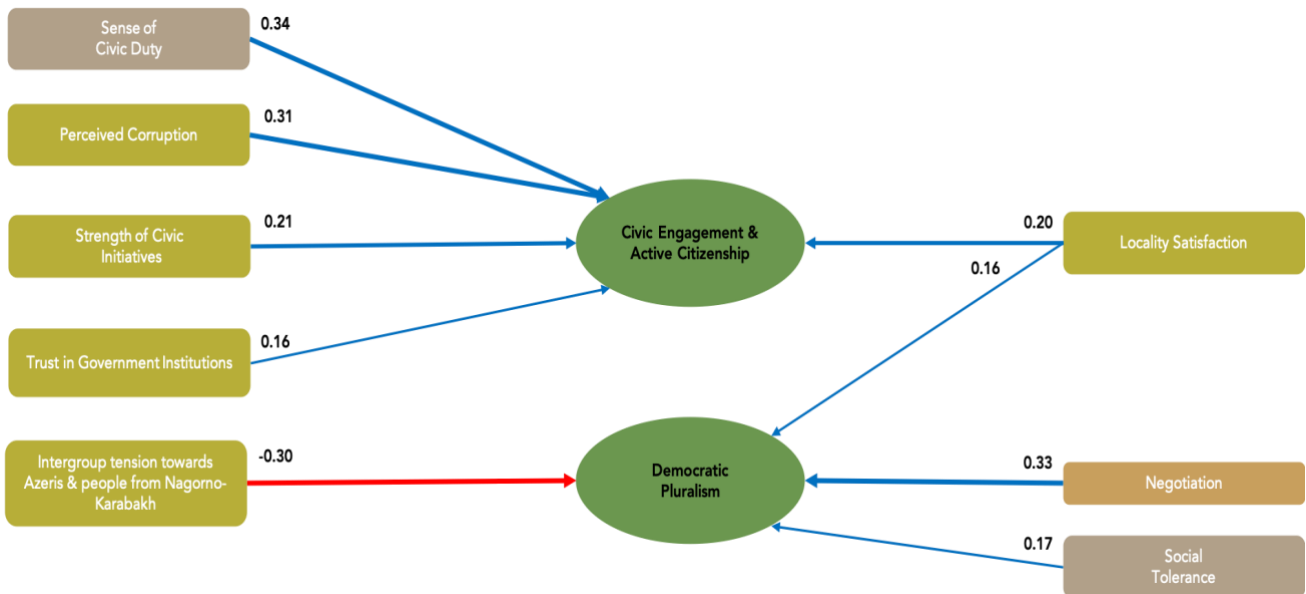 Sense of
Civic Duty
0.34
Perceived Corruption
0.31
Strength of Civic
Initiatives
0.21
Trust in Government Institutions
0.16
Intergroup tension towards
Azeris & people from Nagorno-
Karabakh
-0.30
Civic Engagement &
Active Citizenship
Democratic
Pluralism
0.20
Locality Satisfaction
0.16
0.33
Negotiation
0.17
Social
Tolerance